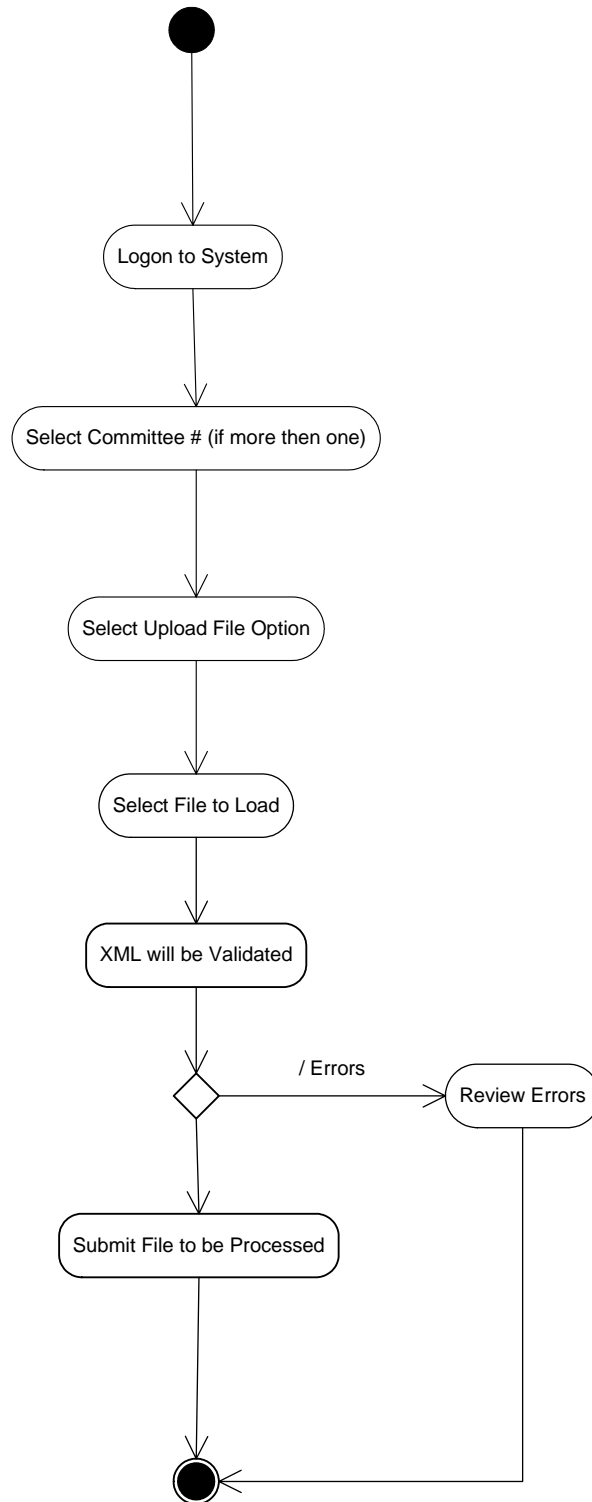 Logon to System
Select Committee # (if more then one)
Select Upload File Option
Select File to Load
XML will be Validated
/ Errors
Review Errors
Submit File to be Processed